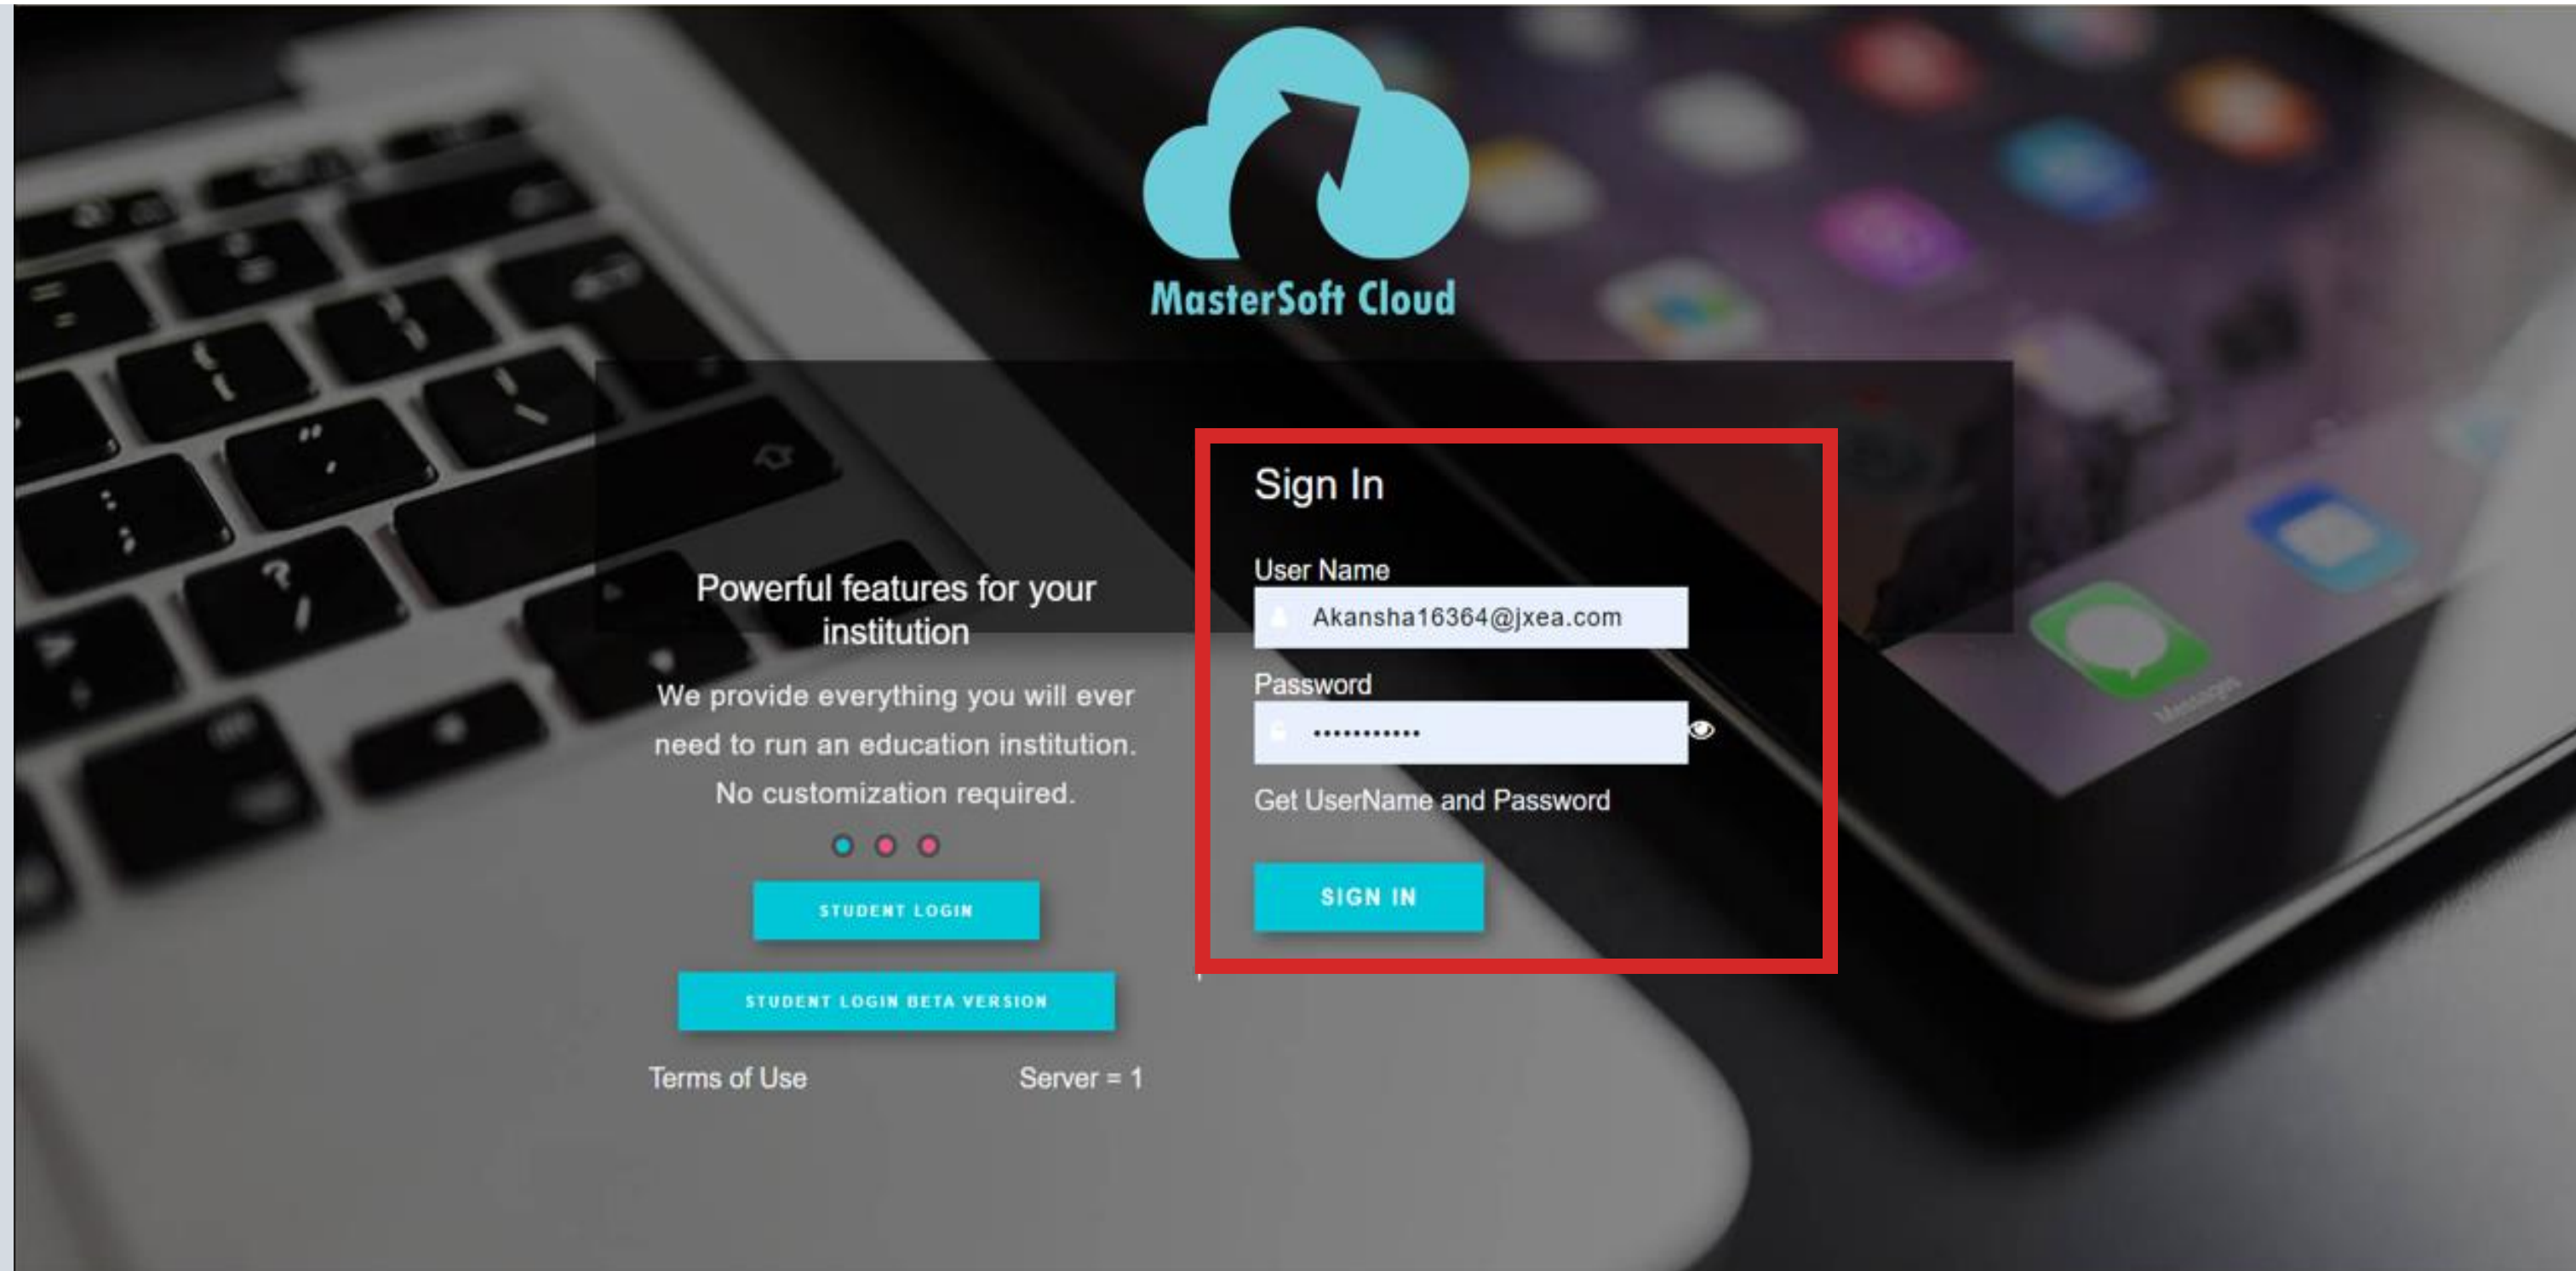 MasterSoft Cloud
Sign In
User Name
Akansha16364@jxea.com
Password
•••••••••••
Get UserName and Password
SIGN IN
Powerful features for your
institution
We provide everything you will ever
need to run an education institution.
No customization required.
STUDENT LOGIN
STUDENT LOGIN BETA VERSION
Terms of Use
Server = 1
Messages